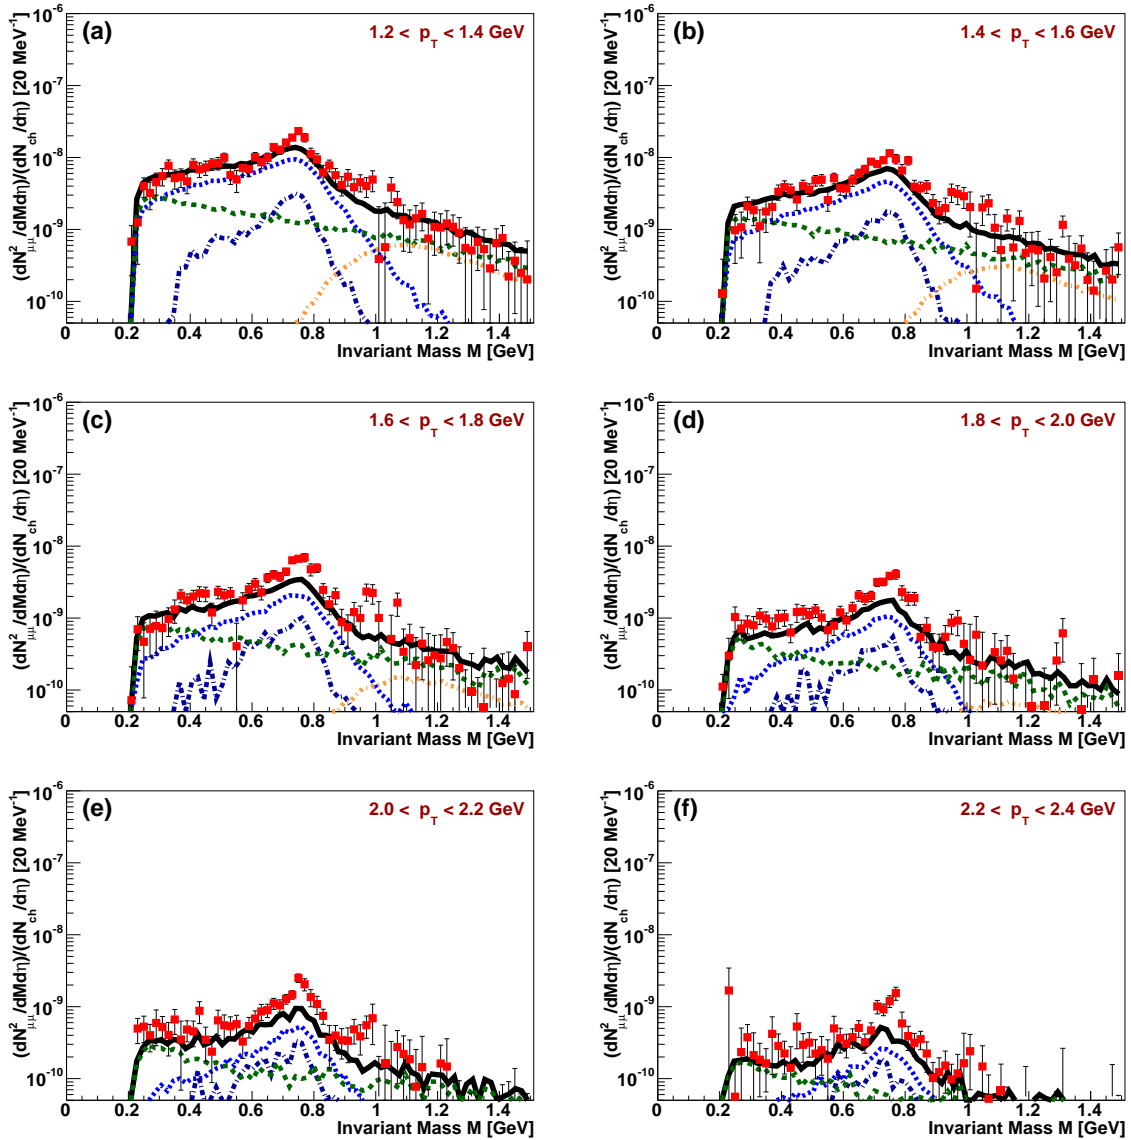 (a) 1.2 < p_T < 1.4 GeV
(dN²_μμ/dMdη)/(dN_ch/dη) [20 MeV⁻¹]
10⁻⁶
10⁻⁷
10⁻⁸
10⁻⁹
10⁻¹⁰
0 0.2 0.4 0.6 0.8 1 1.2 1.4
Invariant Mass M [GeV]
(b) 1.4 < p_T < 1.6 GeV
(dN²_μμ/dMdη)/(dN_ch/dη) [20 MeV⁻¹]
10⁻⁶
10⁻⁷
10⁻⁸
10⁻⁹
10⁻¹⁰
0 0.2 0.4 0.6 0.8 1 1.2 1.4
Invariant Mass M [GeV]
(c) 1.6 < p_T < 1.8 GeV
(dN²_μμ/dMdη)/(dN_ch/dη) [20 MeV⁻¹]
10⁻⁶
10⁻⁷
10⁻⁸
10⁻⁹
10⁻¹⁰
0 0.2 0.4 0.6 0.8 1 1.2 1.4
Invariant Mass M [GeV]
(d) 1.8 < p_T < 2.0 GeV
(dN²_μμ/dMdη)/(dN_ch/dη) [20 MeV⁻¹]
10⁻⁶
10⁻⁷
10⁻⁸
10⁻⁹
10⁻¹⁰
0 0.2 0.4 0.6 0.8 1 1.2 1.4
Invariant Mass M [GeV]
(e) 2.0 < p_T < 2.2 GeV
(dN²_μμ/dMdη)/(dN_ch/dη) [20 MeV⁻¹]
10⁻⁶
10⁻⁷
10⁻⁸
10⁻⁹
10⁻¹⁰
0 0.2 0.4 0.6 0.8 1 1.2 1.4
Invariant Mass M [GeV]
(f) 2.2 < p_T < 2.4 GeV
(dN²_μμ/dMdη)/(dN_ch/dη) [20 MeV⁻¹]
10⁻⁶
10⁻⁷
10⁻⁸
10⁻⁹
10⁻¹⁰
0 0.2 0.4 0.6 0.8 1 1.2 1.4
Invariant Mass M [GeV]